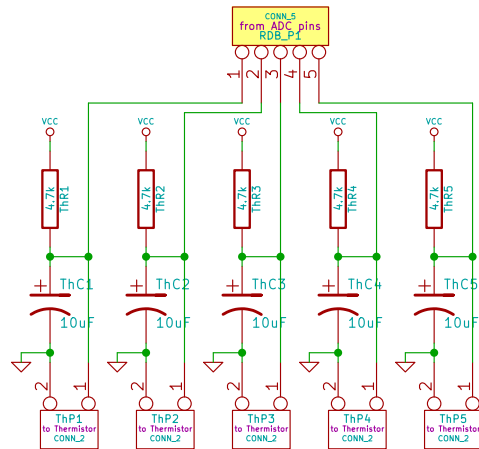 CONN_5
from ADC pins
RDB_P1
1 2 3 4 5
VCC VCC VCC VCC VCC
4.7k ThR1 4.7k ThR2 4.7k ThR3 4.7k ThR4 4.7k ThR5
+ ThC1 + ThC2 + ThC3 + ThC4 + ThC5
10uF 10uF 10uF 10uF 10uF
2 1 2 1 2 1 2 1 2 1
ThP1 ThP2 ThP3 ThP4 ThP5
to Thermistor to Thermistor to Thermistor to Thermistor to Thermistor
CONN_2 CONN_2 CONN_2 CONN_2 CONN_2